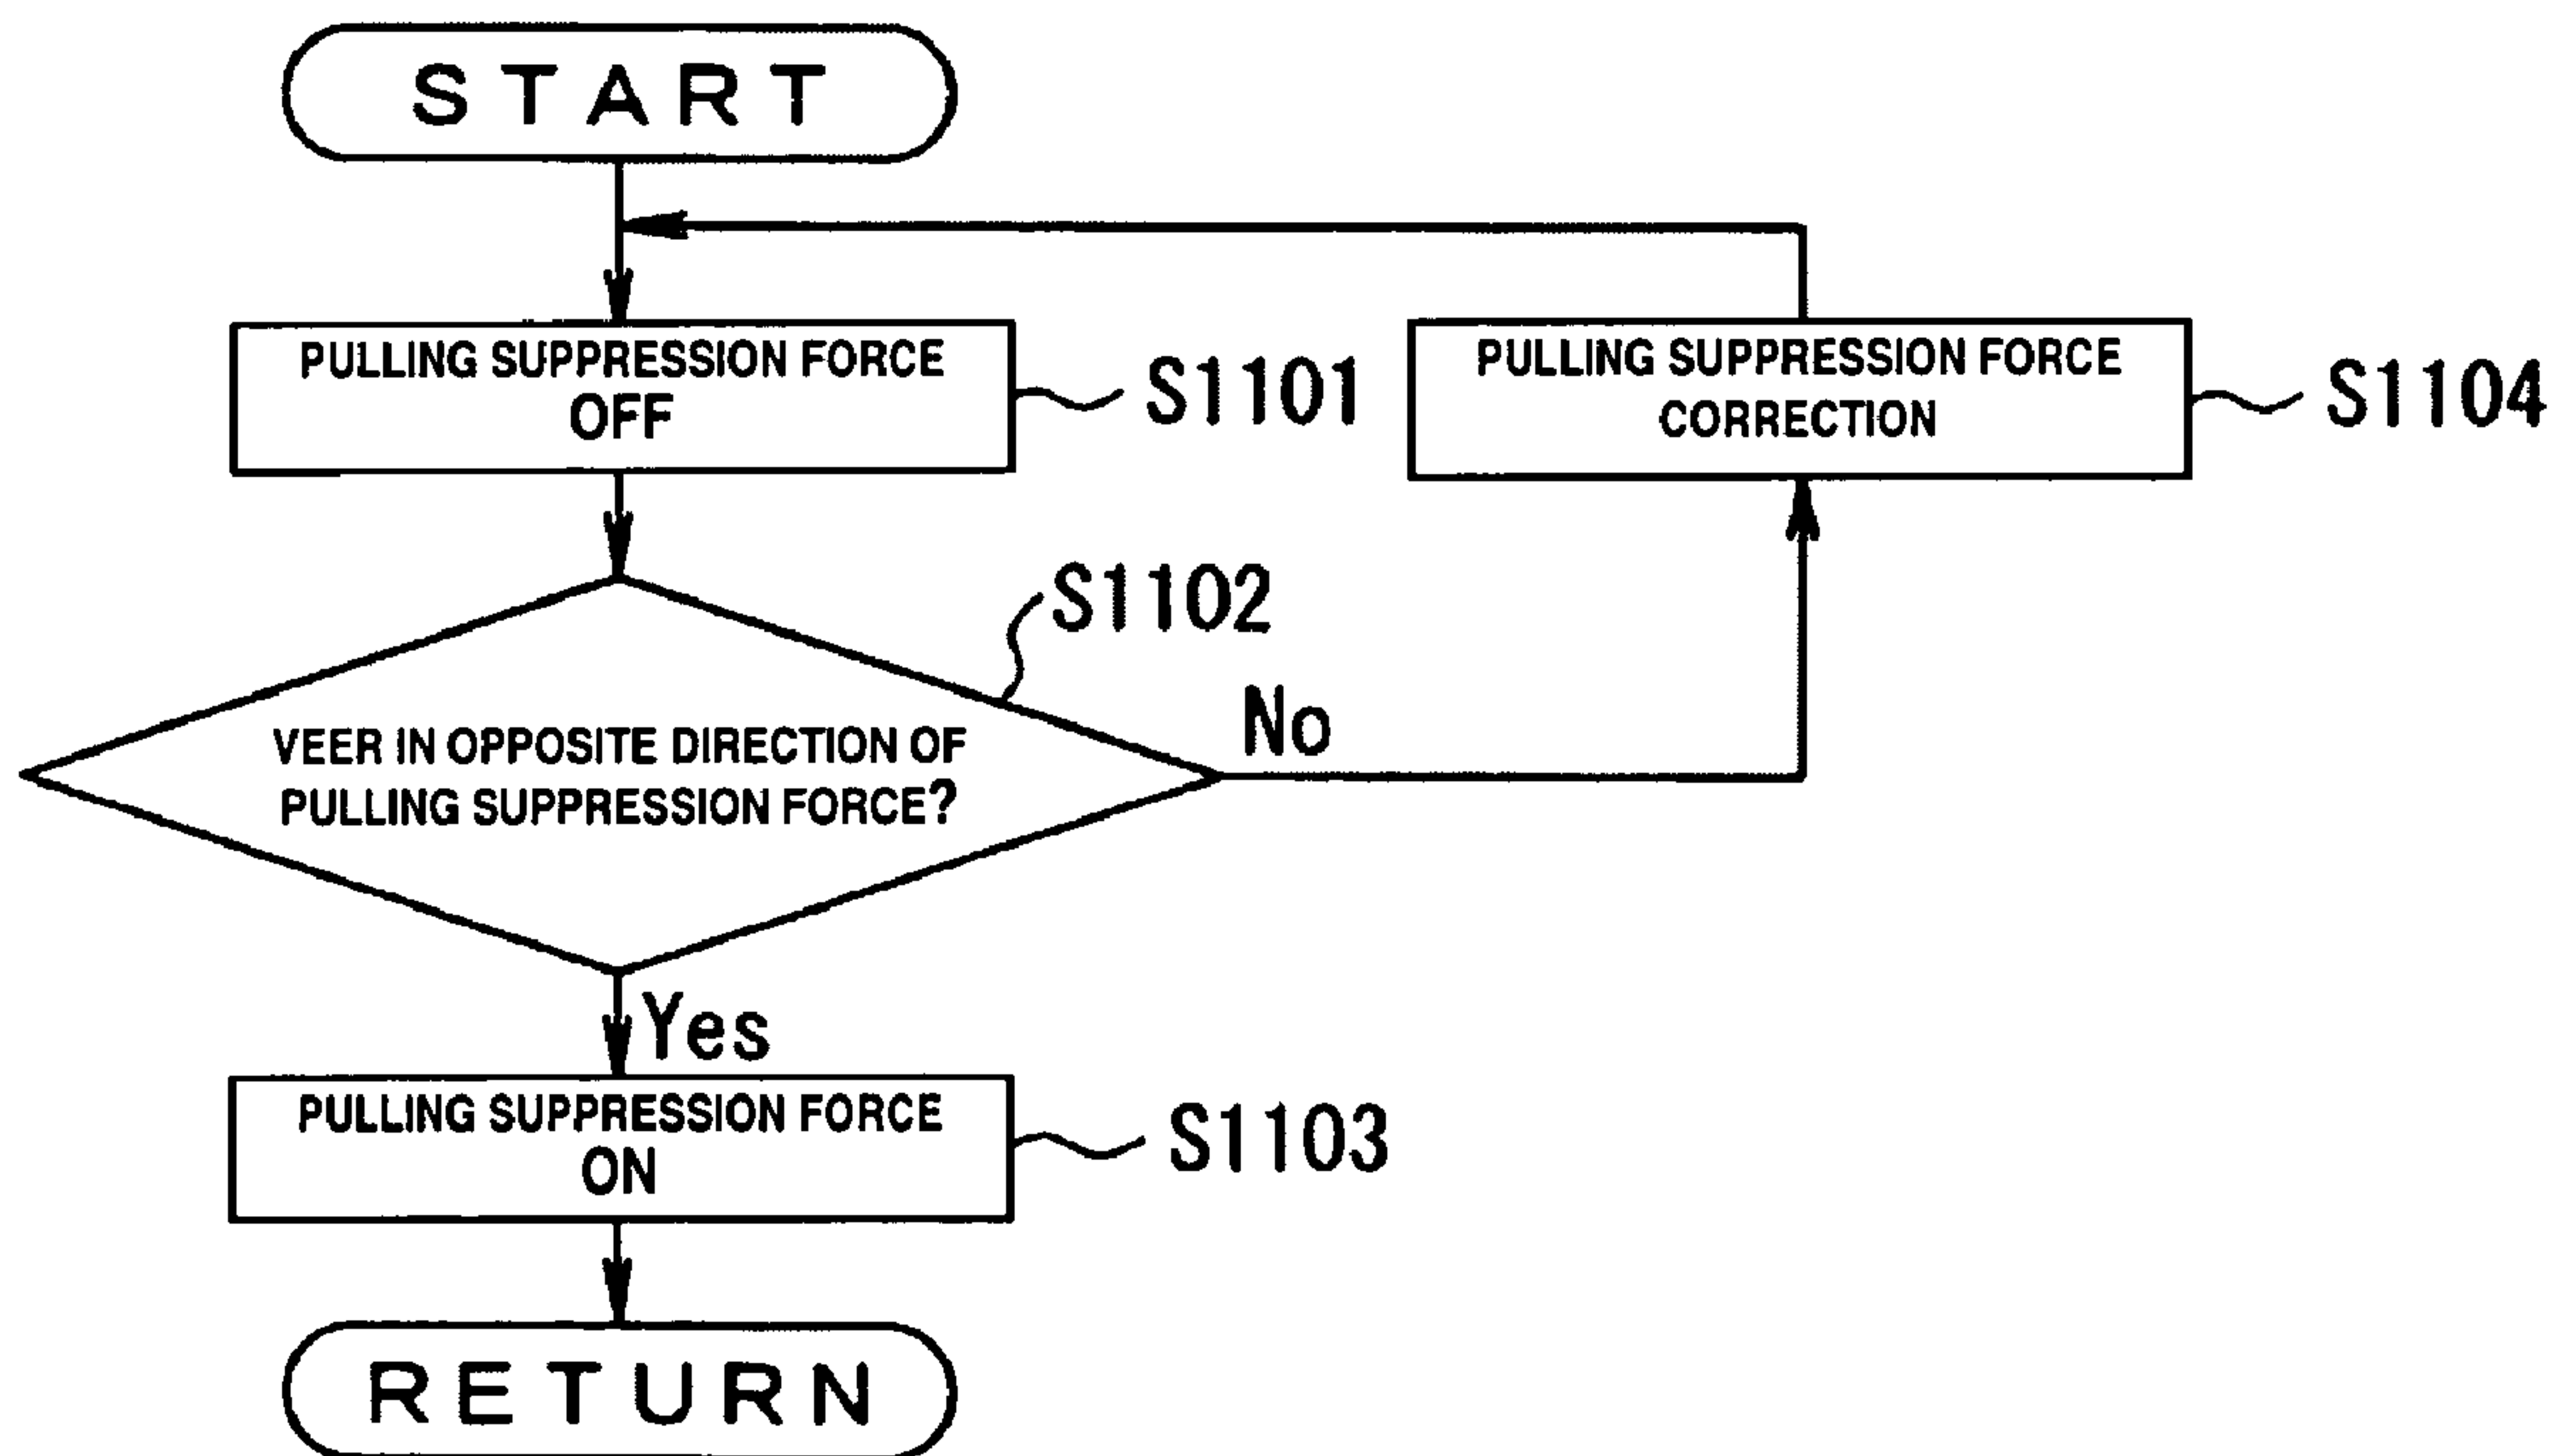 START
PULLING SUPPRESSION FORCE
OFF
S1101
PULLING SUPPRESSION FORCE
CORRECTION
S1104
S1102
VEER IN OPPOSITE DIRECTION OF
PULLING SUPPRESSION FORCE?
No
Yes
PULLING SUPPRESSION FORCE
ON
S1103
RETURN